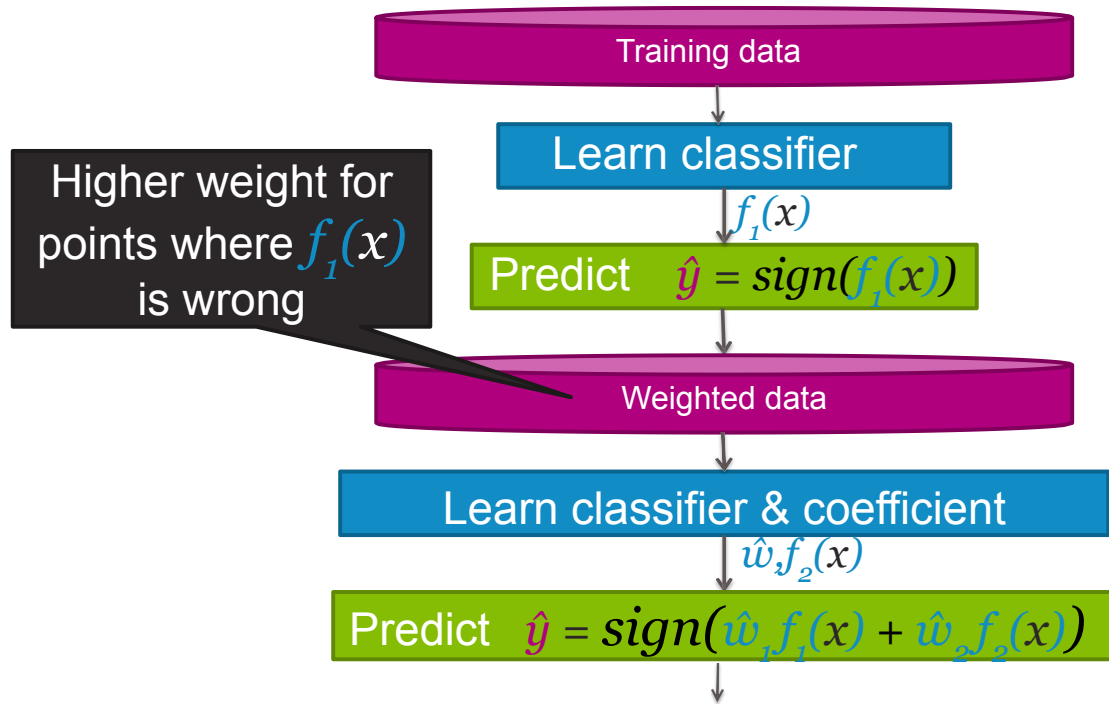 Training data
Learn classifier
f₁(x)
Higher weight for
points where f₁(x)
is wrong
Predict ŷ = sign(f₁(x))
Weighted data
Learn classifier & coefficient
ŵ,f₂(x)
Predict ŷ = sign(ŵ₁f₁(x) + ŵ₂f₂(x))